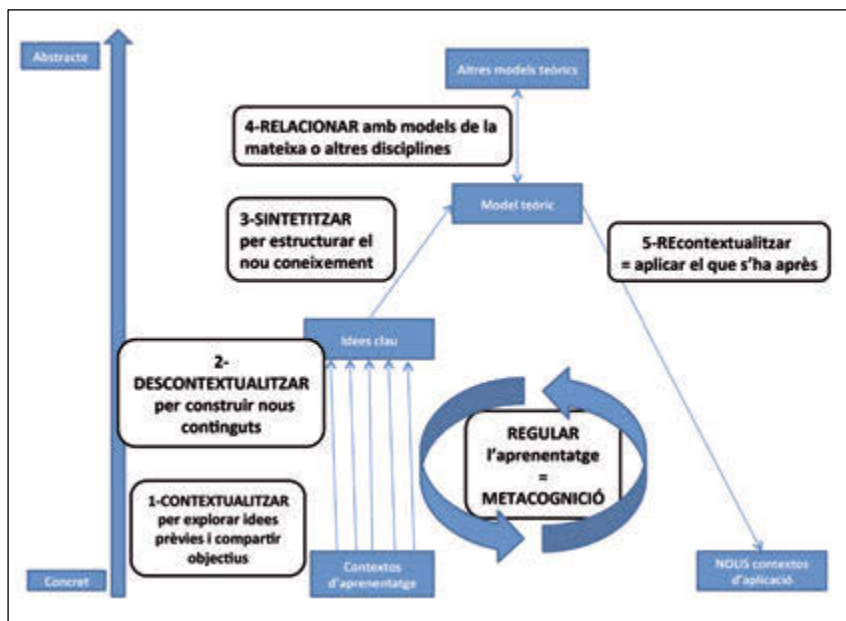 Abstracte
Altres models teòrics
4-RELACIONAR amb models de la
mateixa o altres disciplines
Model teòric
3-SINTETITZAR
per estructurar el
nou coneixement
5-REcontextualitzar
= aplicar el que s'ha après
Idees clau
2-
DESCONTEXTUALITZAR
per construir nous
continguts
REGULAR
l'aprenentatge
=
METACOGNICIÓ
1-CONTEXTUALITZAR
per explorar idees
prèvies i compartir
objectius
Concret
Contextos
d'aprenentatge
NOUS contextos
d'aplicació